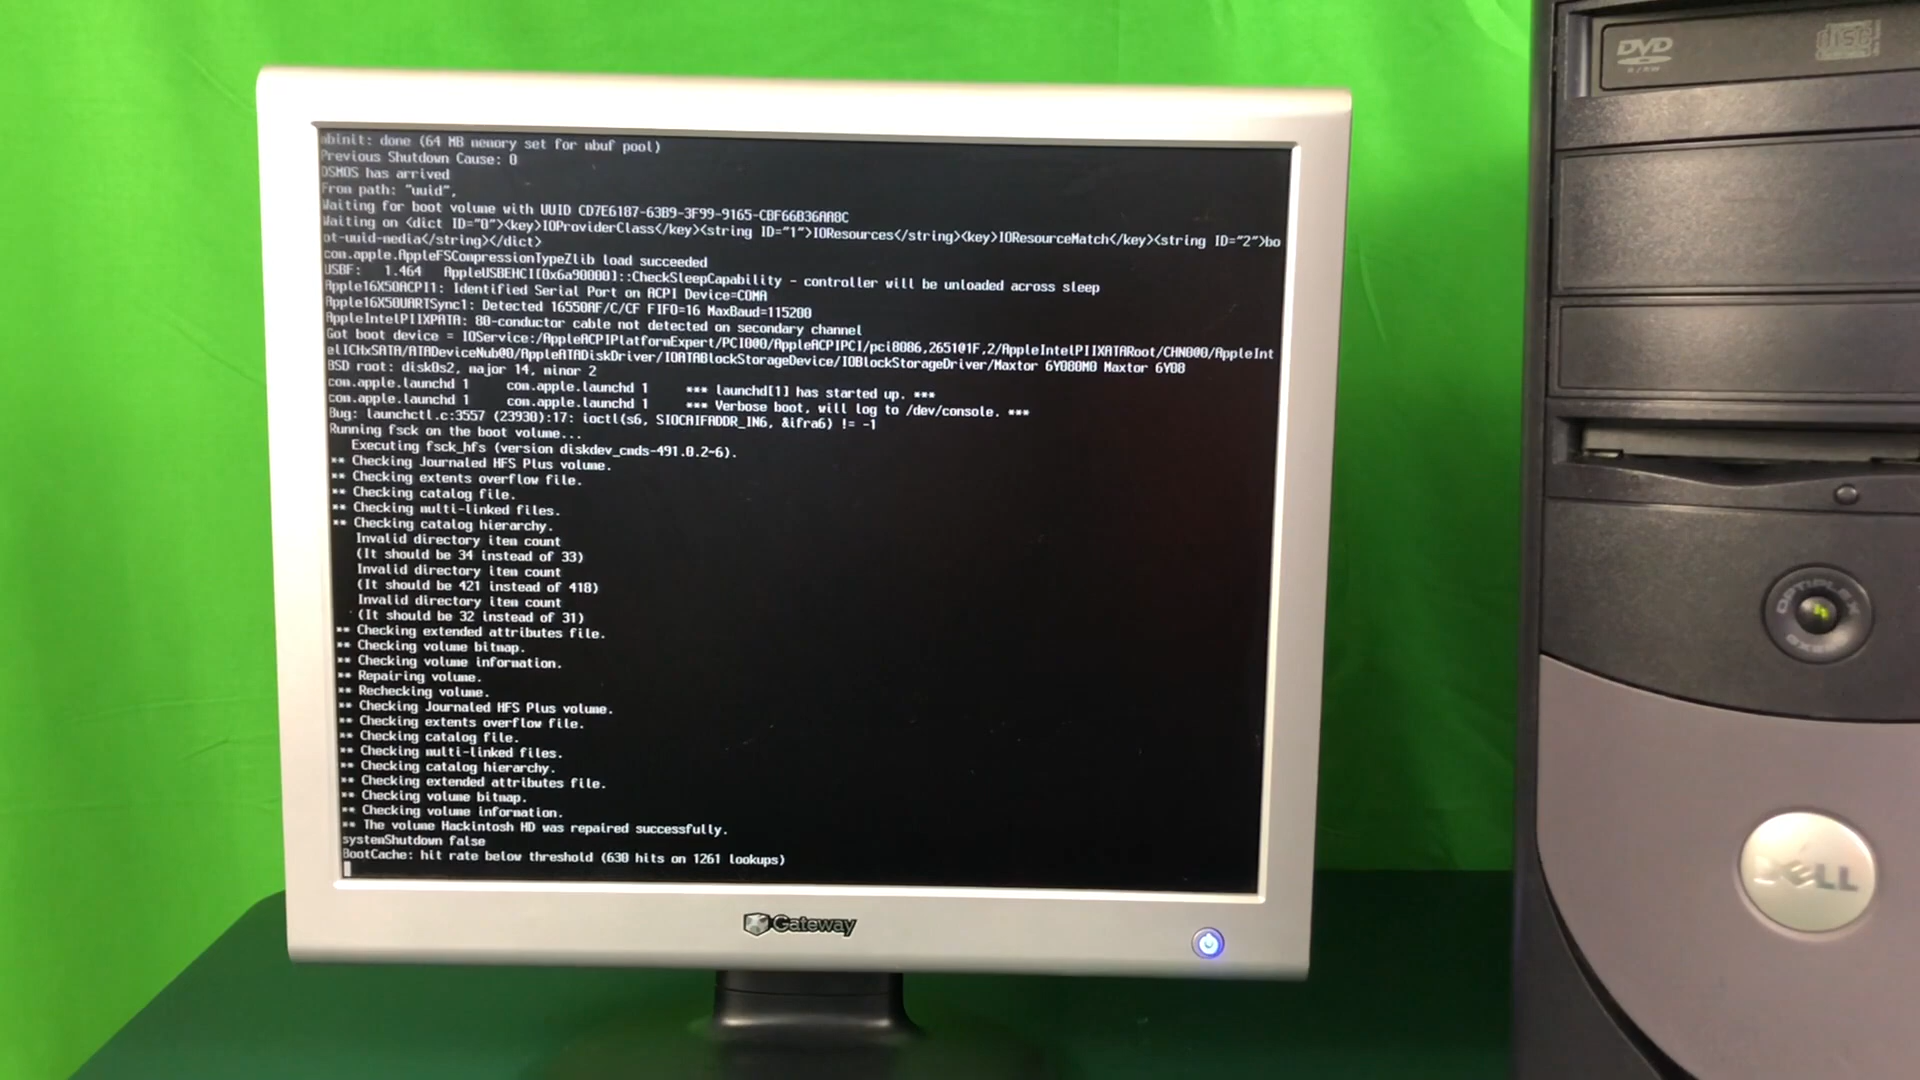 mbinit: done (64 MB memory set for mbuf pool)
Previous Shutdown Cause: 0
DSMOS has arrived
From path: "uuid",
Waiting for boot volume with UUID CD7E6187-63B9-3F99-9165-CBF66B36AA8C
Waiting on <dict ID="0"><key>IOProviderClass</key><string ID="1">IOResources</string><key>IOResourceMatch</key><string ID="2">bo
ot-uuid-media</string></dict>
com.apple.AppleFSCompressionTypeZlib load succeeded
USBF:   1.464   AppleUSBEHCI[0x6a90000]::CheckSleepCapability - controller will be unloaded across sleep
Apple16X50ACPI1: Identified Serial Port on ACPI Device=COMA
Apple16X50UARTSync1: Detected 16550AF/C/CF FIFO=16 MaxBaud=115200
AppleIntelPIIXPATA: 80-conductor cable not detected on secondary channel
Got boot device = IOService:/AppleACPIPlatformExpert/PCI0@0/AppleACPIPCI/pci8086,2651@1F,2/AppleIntelPIIXATARoot/CHN0@0/AppleInt
elICHxSATA/ATADeviceNub@0/AppleATADiskDriver/IOATABlockStorageDevice/IOBlockStorageDriver/Maxtor 6Y080M0 Maxtor 6Y08
BSD root: disk0s2, major 14, minor 2
com.apple.launchd 1     com.apple.launchd 1     *** launchd[1] has started up. ***
com.apple.launchd 1     com.apple.launchd 1     *** Verbose boot, will log to /dev/console. ***
Bug: launchctl.c:3557 (23930):17: ioctl(s6, SIOCAIFADDR_IN6, &ifra6) != -1
Running fsck on the boot volume...
Executing fsck_hfs (version diskdev_cmds-491.0.2~6).
** Checking Journaled HFS Plus volume.
** Checking extents overflow file.
** Checking catalog file.
** Checking multi-linked files.
** Checking catalog hierarchy.
Invalid directory item count
(It should be 34 instead of 33)
Invalid directory item count
(It should be 421 instead of 418)
Invalid directory item count
(It should be 32 instead of 31)
** Checking extended attributes file.
** Checking volume bitmap.
** Checking volume information.
** Repairing volume.
** Rechecking volume.
** Checking Journaled HFS Plus volume.
** Checking extents overflow file.
** Checking catalog file.
** Checking multi-linked files.
** Checking catalog hierarchy.
** Checking extended attributes file.
** Checking volume bitmap.
** Checking volume information.
** The volume Hackintosh HD was repaired successfully.
systemShutdown false
BootCache: hit rate below threshold (630 hits on 1261 lookups)
Gateway
DVD
R/RW
disc
OPTIPLEX
GX280
DELL